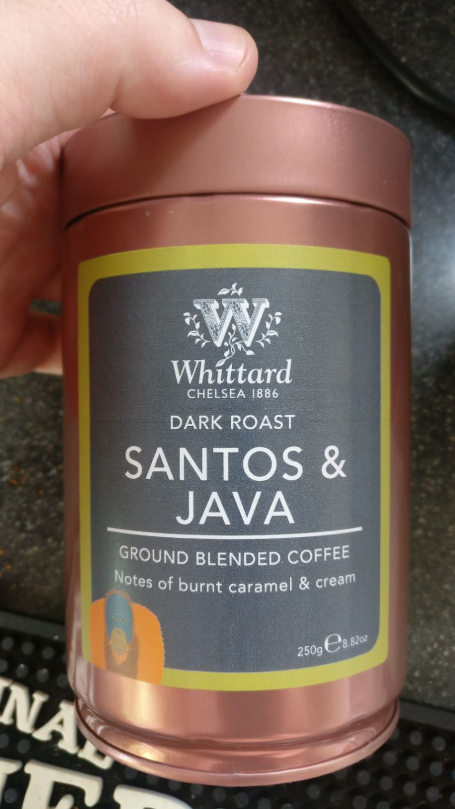 W
Whittard
CHELSEA 1886
DARK ROAST
SANTOS &
JAVA
GROUND BLENDED COFFEE
Notes of burnt caramel & cream
250g℮8.82oz